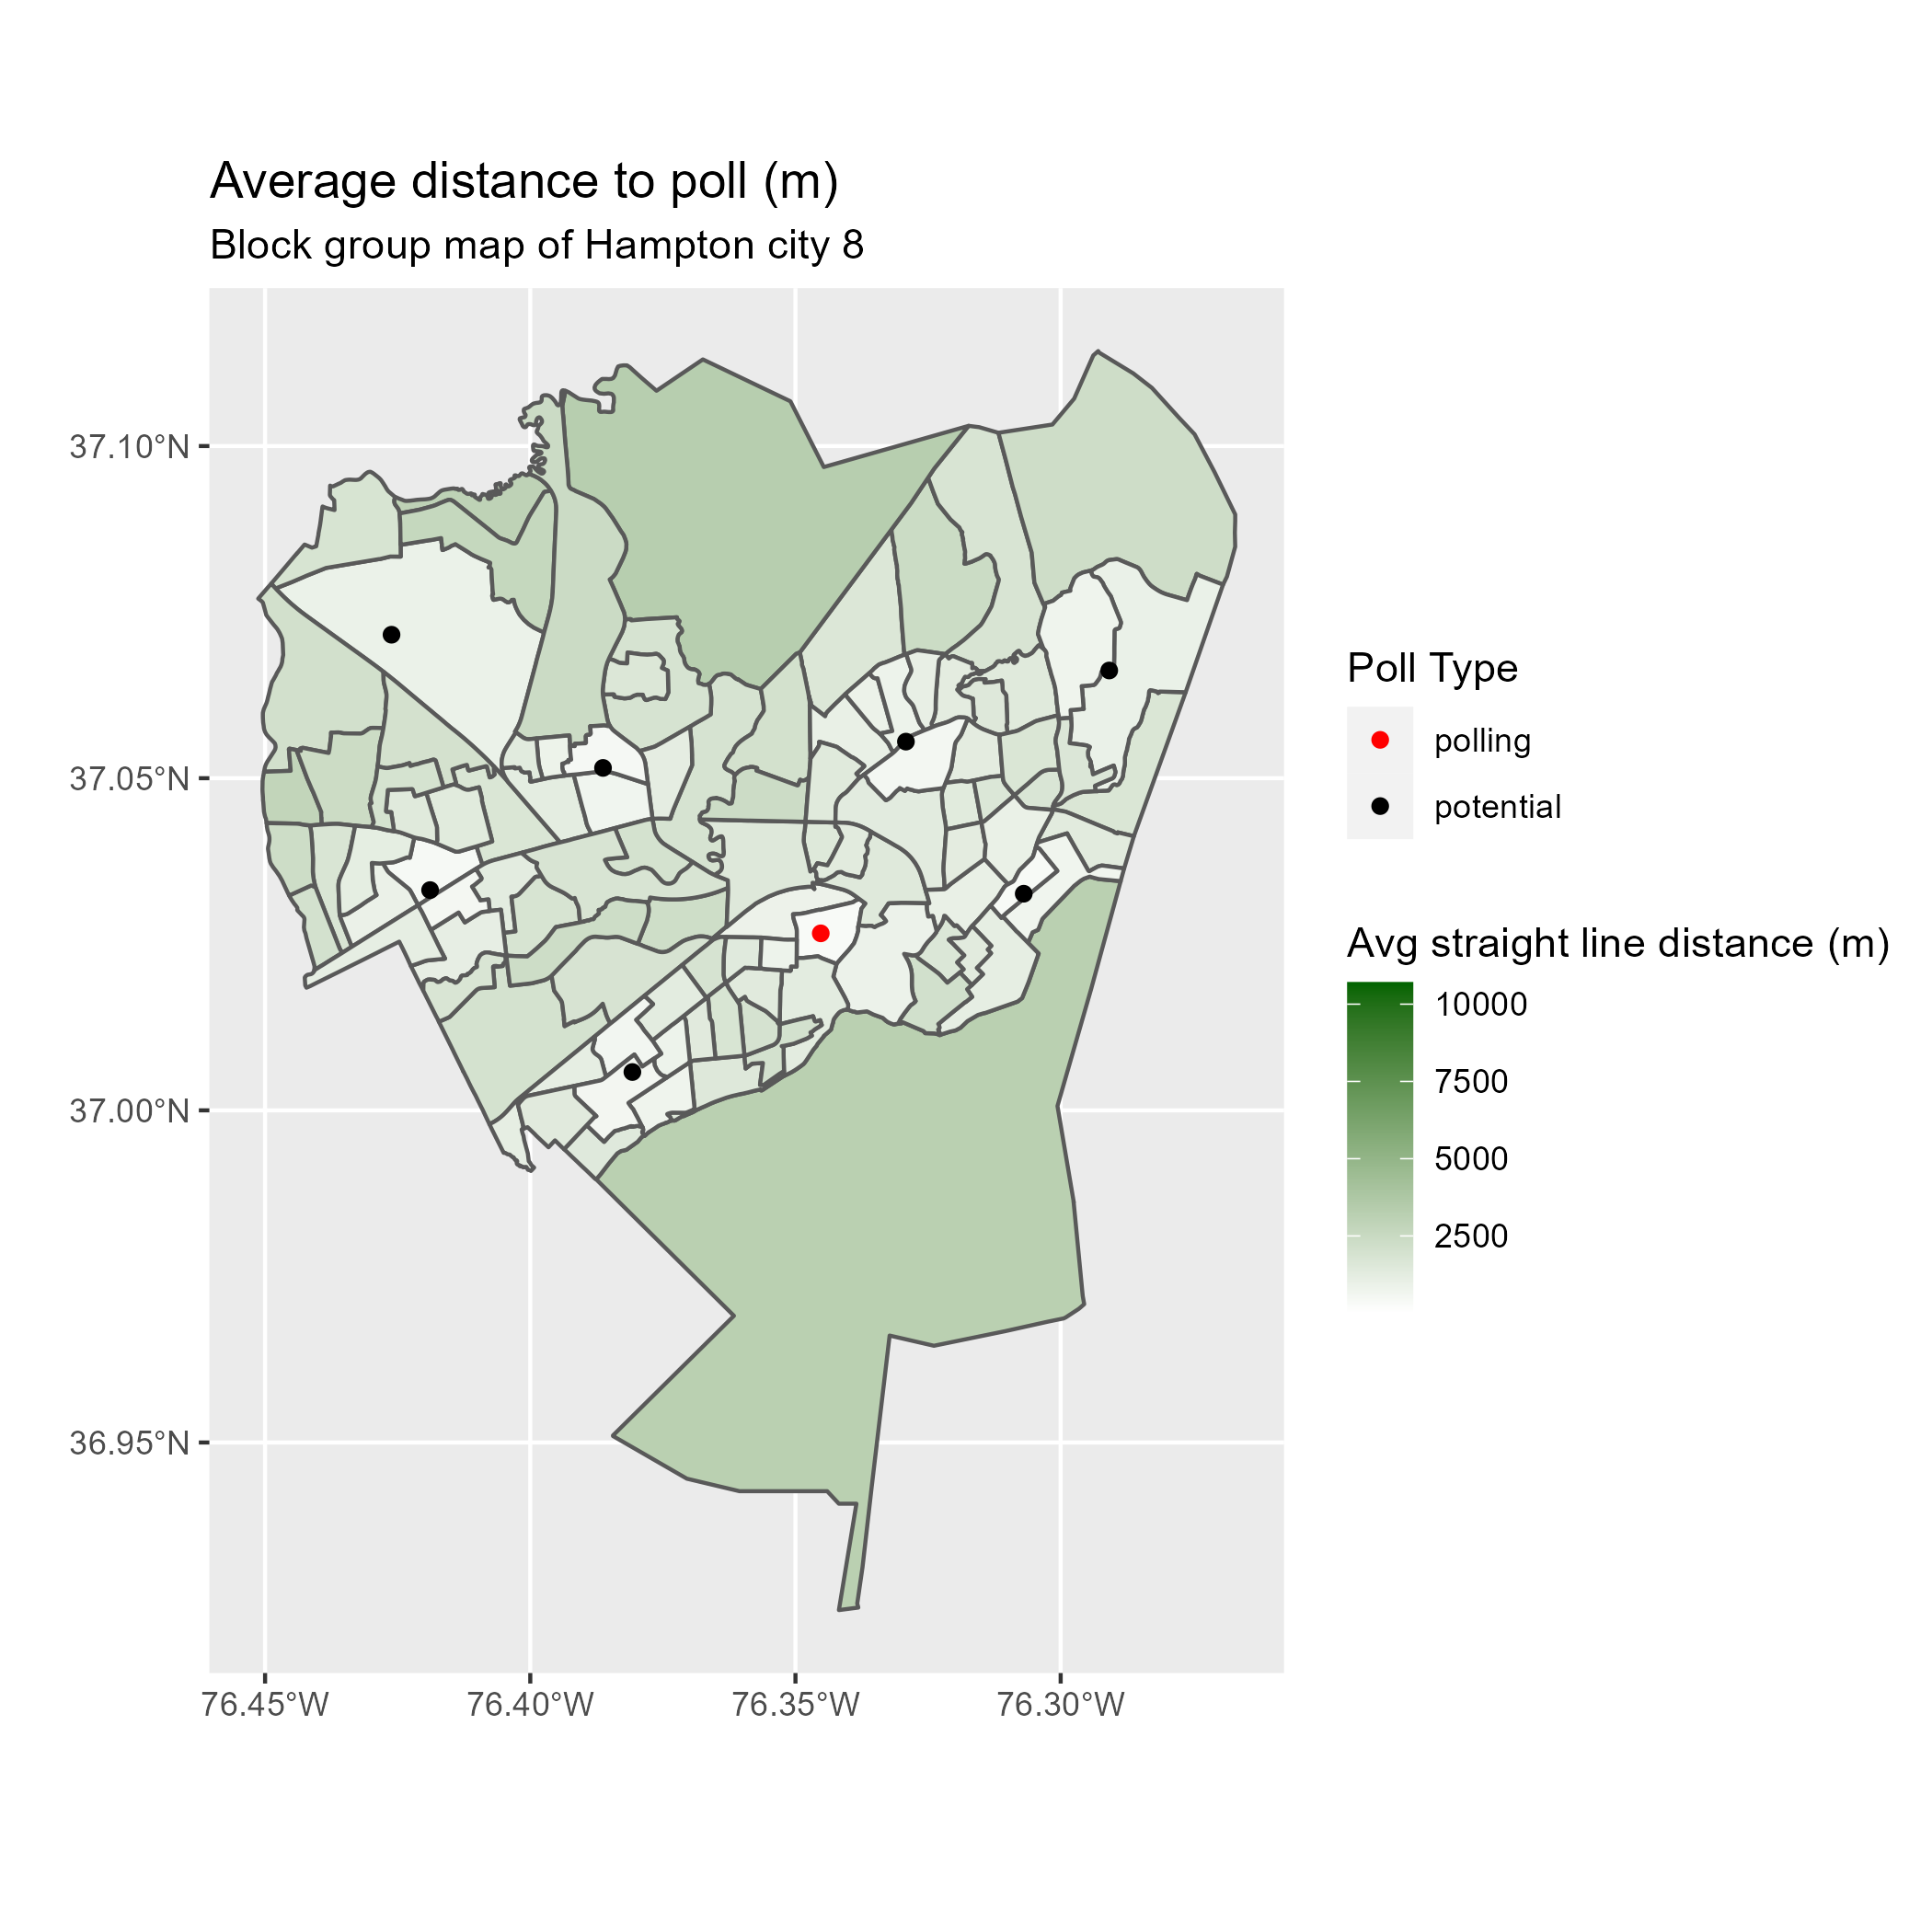 Average distance to poll (m)
Block group map of Hampton city 8
37.10°N
37.05°N
37.00°N
36.95°N
76.45°W
76.40°W
76.35°W
76.30°W
Poll Type
polling
potential
Avg straight line distance (m)
10000
7500
5000
2500